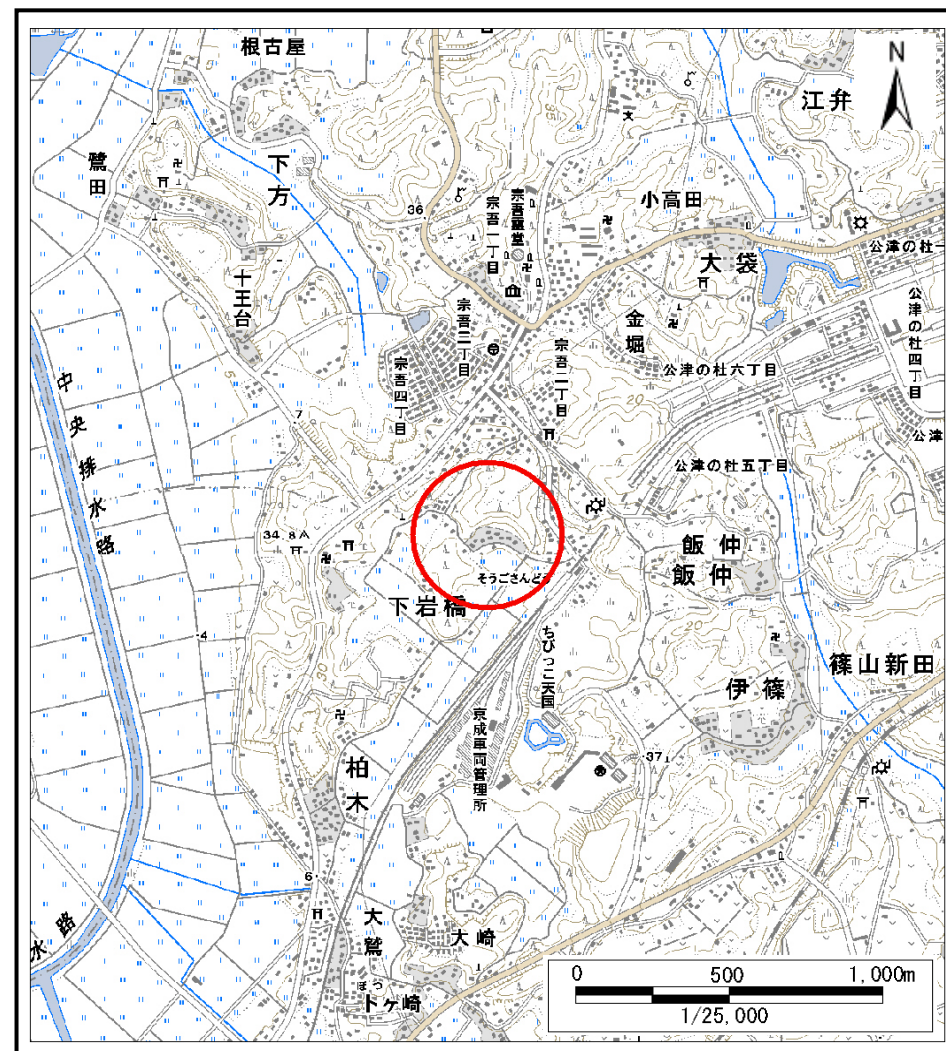 根古屋
江弁
N
鷺田
下方
小高田
36
宗吾一丁目
宗吾霊堂
大袋
公津の杜一
十王台
金堀
公津の杜四丁目
宗吾三丁目
宗吾二丁目
公津の杜六丁目
宗吾四丁目
中央排水路
7
5
20
公津
公津の杜五丁目
34.8
飯仲
飯仲
そうごさんどう
下岩橋
4
ちびっこ天国
20
篠山新田
伊篠
京成車両管理所
37
柏木
6
大鷲
大崎
水路
ぼっ
トヶ崎
0 500 1,000m
1/25,000